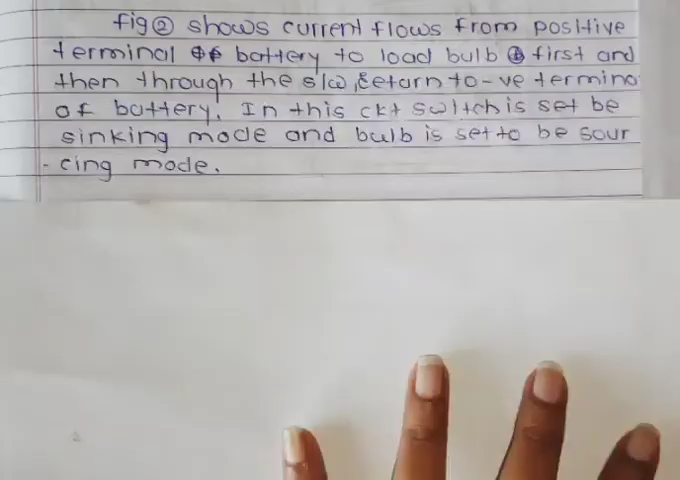 fig ② shows current flows from positive
terminal of battery to load bulb first and
then through the s/w, & return to -ve termina
of battery. In this ckt switch is set be
sinking mode and bulb is set to be sour
- cing mode.